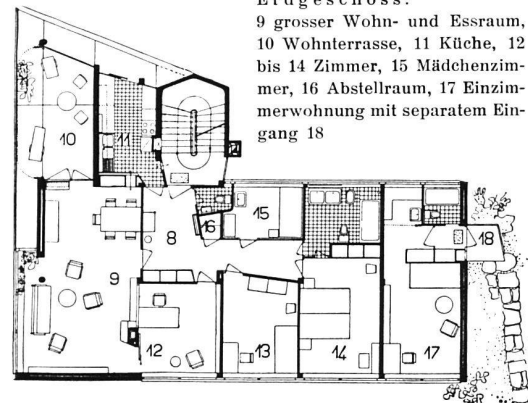 Erdgeschoss:
9 grosser Wohn- und Essraum,
10 Wohnterrasse, 11 Küche, 12
bis 14 Zimmer, 15 Mädchenzim-
mer, 16 Abstellraum, 17 Einzim-
merwohnung mit separatem Ein-
gang 18
10
11
16
15
8
18
9
12
13
14
17